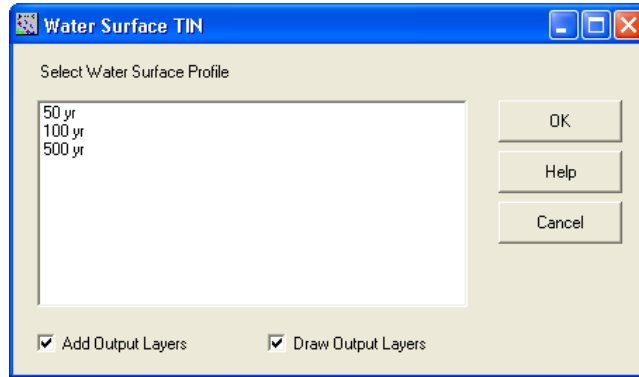 Water Surface TIN
Select Water Surface Profile
50 yr
100 yr
500 yr
OK
Help
Cancel
Add Output Layers
Draw Output Layers